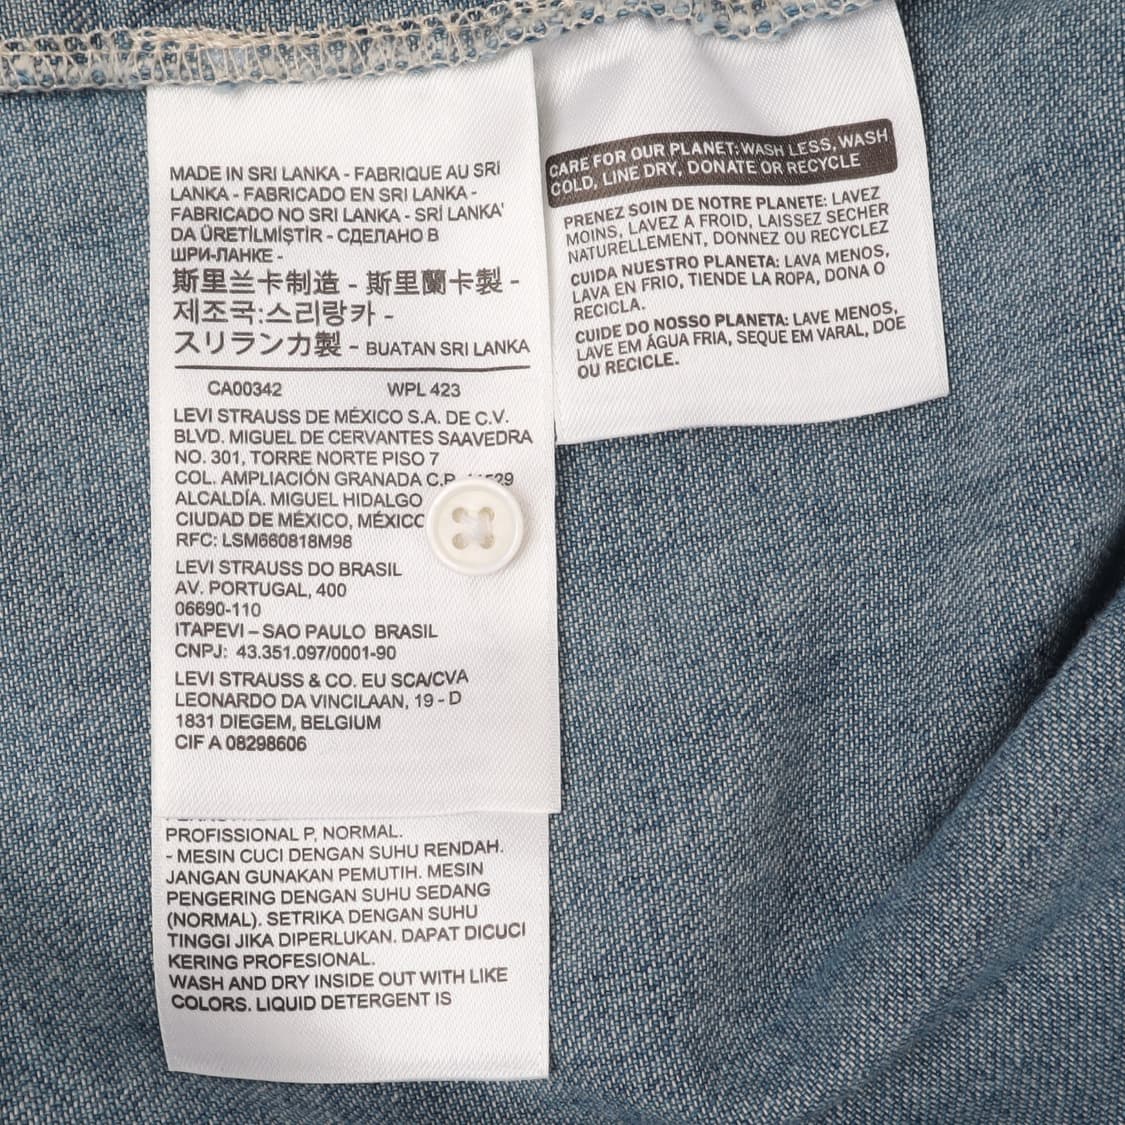 MADE IN SRI LANKA - FABRIQUE AU SRI
LANKA - FABRICADO EN SRI LANKA -
FABRICADO NO SRI LANKA - SRİ LANKA'
DA ÜRETİLMİŞTİR - СДЕЛАНО В
ШРИ-ЛАНКЕ -
斯里兰卡制造 - 斯里蘭卡製 -
제조국:스리랑카 -
スリランカ製 - BUATAN SRI LANKA
CA00342 WPL 423
LEVI STRAUSS DE MÉXICO S.A. DE C.V.
BLVD. MIGUEL DE CERVANTES SAAVEDRA
NO. 301, TORRE NORTE PISO 7
COL. AMPLIACIÓN GRANADA
ALCALDÍA. MIGUEL HIDALGO
CIUDAD DE MÉXICO, MÉXICO
RFC: LSM660818M98
LEVI STRAUSS DO BRASIL
AV. PORTUGAL, 400
06690-110
ITAPEVI – SAO PAULO BRASIL
CNPJ: 43.351.097/0001-90
LEVI STRAUSS & CO. EU SCA/CVA
LEONARDO DA VINCILAAN, 19 - D
1831 DIEGEM, BELGIUM
CIF A 08298606
PROFISSIONAL P, NORMAL.
- MESIN CUCI DENGAN SUHU RENDAH.
JANGAN GUNAKAN PEMUTIH. MESIN
PENGERING DENGAN SUHU SEDANG
(NORMAL). SETRIKA DENGAN SUHU
TINGGI JIKA DIPERLUKAN. DAPAT DICUCI
KERING PROFESIONAL.
WASH AND DRY INSIDE OUT WITH LIKE
COLORS. LIQUID DETERGENT IS
CARE FOR OUR PLANET: WASH LESS, WASH
COLD, LINE DRY, DONATE OR RECYCLE
PRENEZ SOIN DE NOTRE PLANETE: LAVEZ
MOINS, LAVEZ A FROID, LAISSEZ SECHER
NATURELLEMENT, DONNEZ OU RECYCLEZ
CUIDA NUESTRO PLANETA: LAVA MENOS,
LAVA EN FRIO, TIENDE LA ROPA, DONA O
RECICLA.
CUIDE DO NOSSO PLANETA: LAVE MENOS,
LAVE EM ÁGUA FRIA, SEQUE EM VARAL, DOE
OU RECICLE.